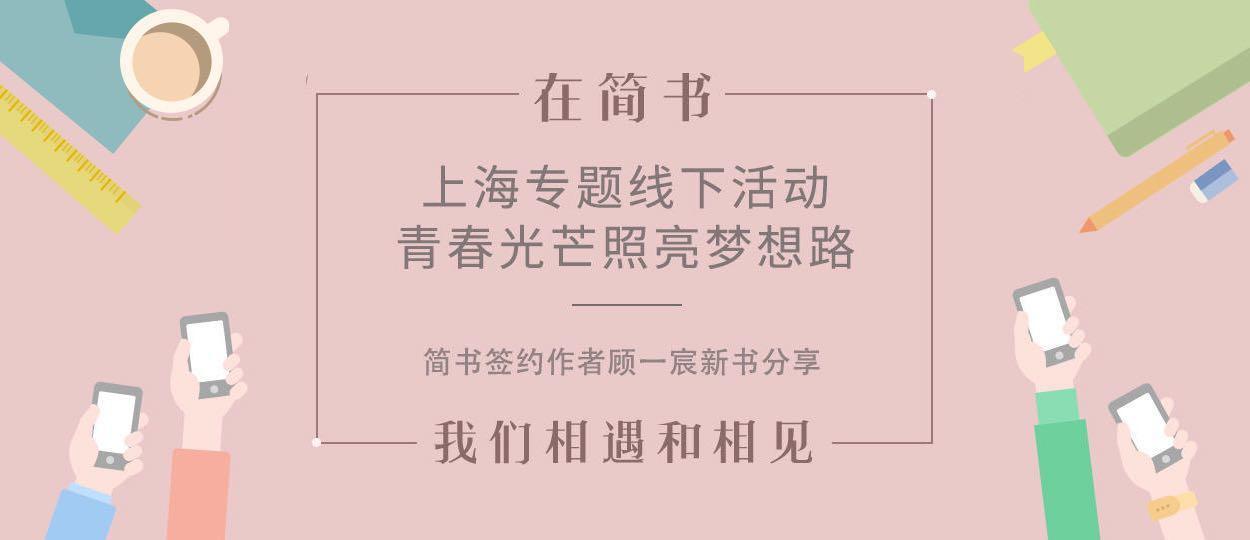 在简书
上海专题线下活动
青春光芒照亮梦想路
简书签约作者顾一宸新书分享
我们相遇和相见